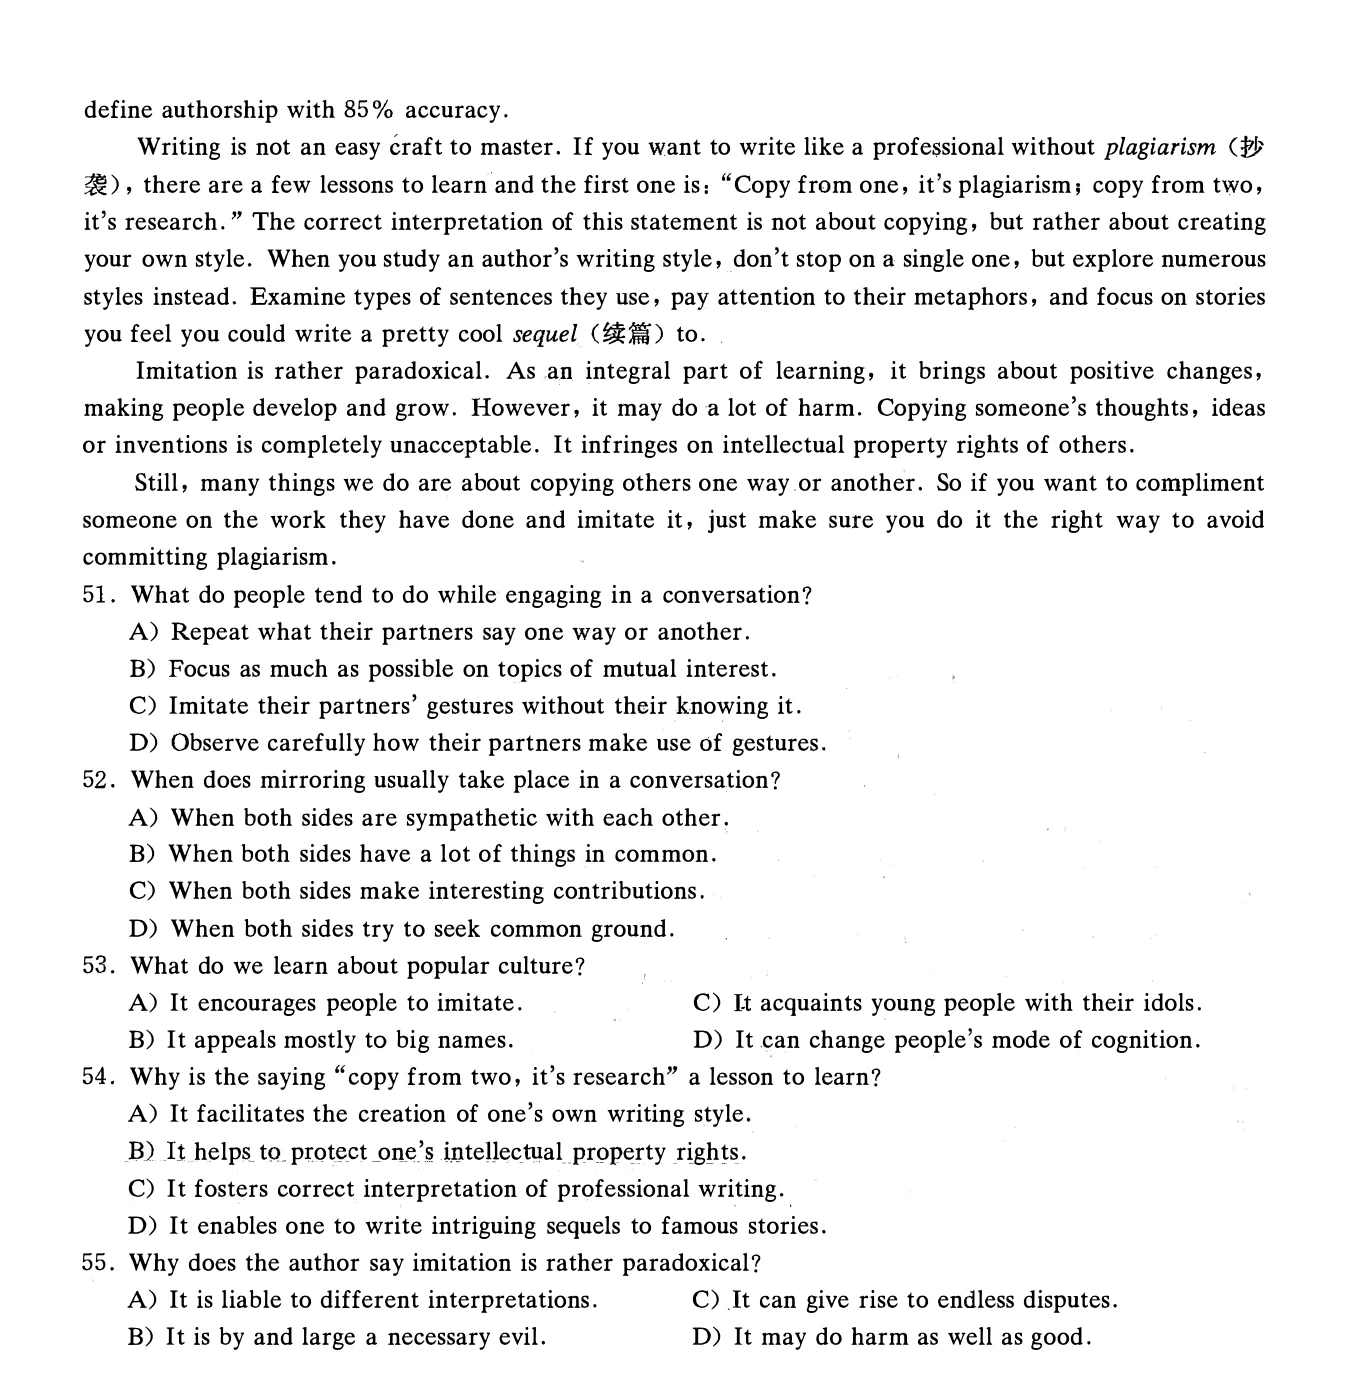 define authorship with 85% accuracy.
Writing is not an easy craft to master. If you want to write like a professional without plagiarism（抄
袭）, there are a few lessons to learn and the first one is: “Copy from one, it’s plagiarism; copy from two,
it’s research.” The correct interpretation of this statement is not about copying, but rather about creating
your own style. When you study an author’s writing style, don’t stop on a single one, but explore numerous
styles instead. Examine types of sentences they use, pay attention to their metaphors, and focus on stories
you feel you could write a pretty cool sequel（续篇）to.
Imitation is rather paradoxical. As an integral part of learning, it brings about positive changes,
making people develop and grow. However, it may do a lot of harm. Copying someone’s thoughts, ideas
or inventions is completely unacceptable. It infringes on intellectual property rights of others.
Still, many things we do are about copying others one way or another. So if you want to compliment
someone on the work they have done and imitate it, just make sure you do it the right way to avoid
committing plagiarism.
51. What do people tend to do while engaging in a conversation?
A) Repeat what their partners say one way or another.
B) Focus as much as possible on topics of mutual interest.
C) Imitate their partners’ gestures without their knowing it.
D) Observe carefully how their partners make use of gestures.
52. When does mirroring usually take place in a conversation?
A) When both sides are sympathetic with each other.
B) When both sides have a lot of things in common.
C) When both sides make interesting contributions.
D) When both sides try to seek common ground.
53. What do we learn about popular culture?
A) It encourages people to imitate. C) It acquaints young people with their idols.
B) It appeals mostly to big names. D) It can change people’s mode of cognition.
54. Why is the saying “copy from two, it’s research” a lesson to learn?
A) It facilitates the creation of one’s own writing style.
B) It helps to protect one’s intellectual property rights.
C) It fosters correct interpretation of professional writing.
D) It enables one to write intriguing sequels to famous stories.
55. Why does the author say imitation is rather paradoxical?
A) It is liable to different interpretations. C) It can give rise to endless disputes.
B) It is by and large a necessary evil. D) It may do harm as well as good.